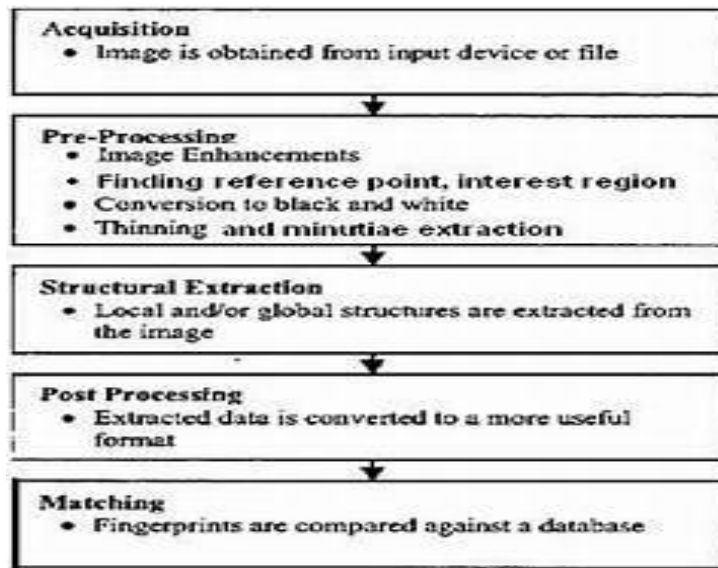 Acquisition
• Image is obtained from input device or file
Pre-Processing
• Image Enhancements
• Finding reference point, interest region
• Conversion to black and white
• Thinning and minutiae extraction
Structural Extraction
• Local and/or global structures are extracted from
the image
Post Processing
• Extracted data is converted to a more useful
format
Matching
• Fingerprints are compared against a database